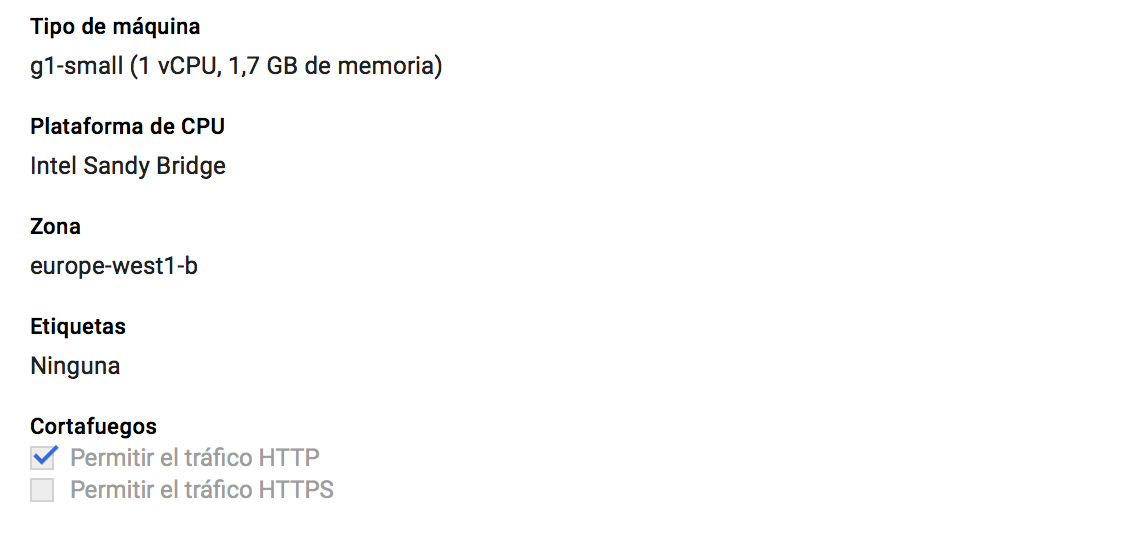 Tipo de máquina
g1-small (1 vCPU, 1,7 GB de memoria)
Plataforma de CPU
Intel Sandy Bridge
Zona
europe-west1-b
Etiquetas
Ninguna
Cortafuegos
Permitir el tráfico HTTP
Permitir el tráfico HTTPS